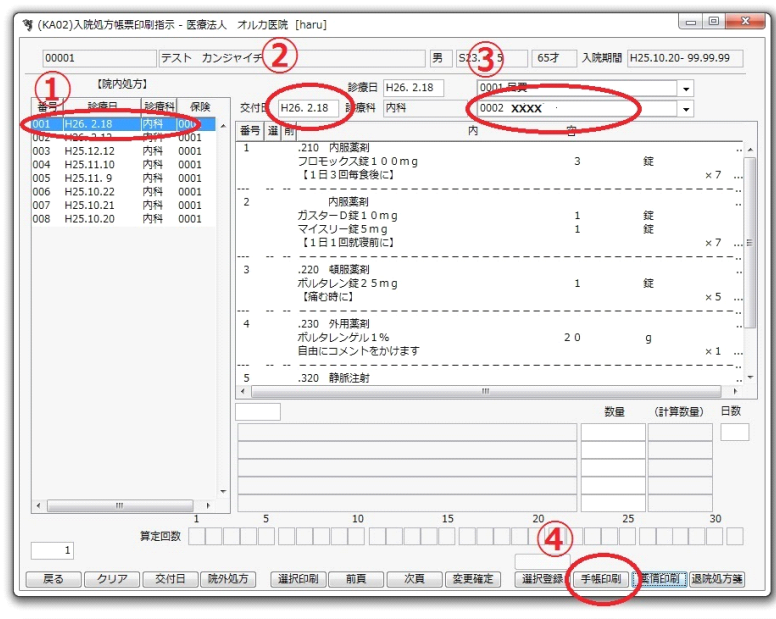 (KA02)入院処方帳票印刷指示 - 医療法人 オルカ医院 [haru]
00001 テスト カンジャイチ 男 S23. 5 65才 入院期間 H25.10.20- 99.99.99
② ③
① 【院内処方】 診療日 H26. 2.18 0001
番号 診療日 診療科 保険
交付日 H26. 2.18 診療科 内科 0002 XXXX
001 H26. 2.18 内科 0001
002 H26. 2.12 内科 0001
003 H25.12.12 内科 0001
004 H25.11.10 内科 0001
005 H25.11. 9 内科 0001
006 H25.10.22 内科 0001
007 H25.10.21 内科 0001
008 H25.10.20 内科 0001
番号 選 前 内 容
1 .210 内服薬剤
フロモックス錠100mg 3 錠
【1日3回毎食後に】 ×7 ...
2 内服薬剤
ガスターD錠10mg 1 錠
マイスリー錠5mg 1 錠
【1日1回就寝前に】 ×7 ...
3 .220 頓服薬剤
ボルタレン錠25mg 1 錠
【痛む時に】 ×5 ...
4 .230 外用薬剤
ボルタレンゲル1% 20 g
自由にコメントをかけます ×1 ...
5 .320 静脈注射
数量 (計算数量) 日数
1 5 10 15 20 25 30
算定回数
④
1
戻る クリア 交付日 院外処方 選択印刷 前頁 次頁 変更確定 選択登録 手帳印刷 薬情印刷 退院処方箋